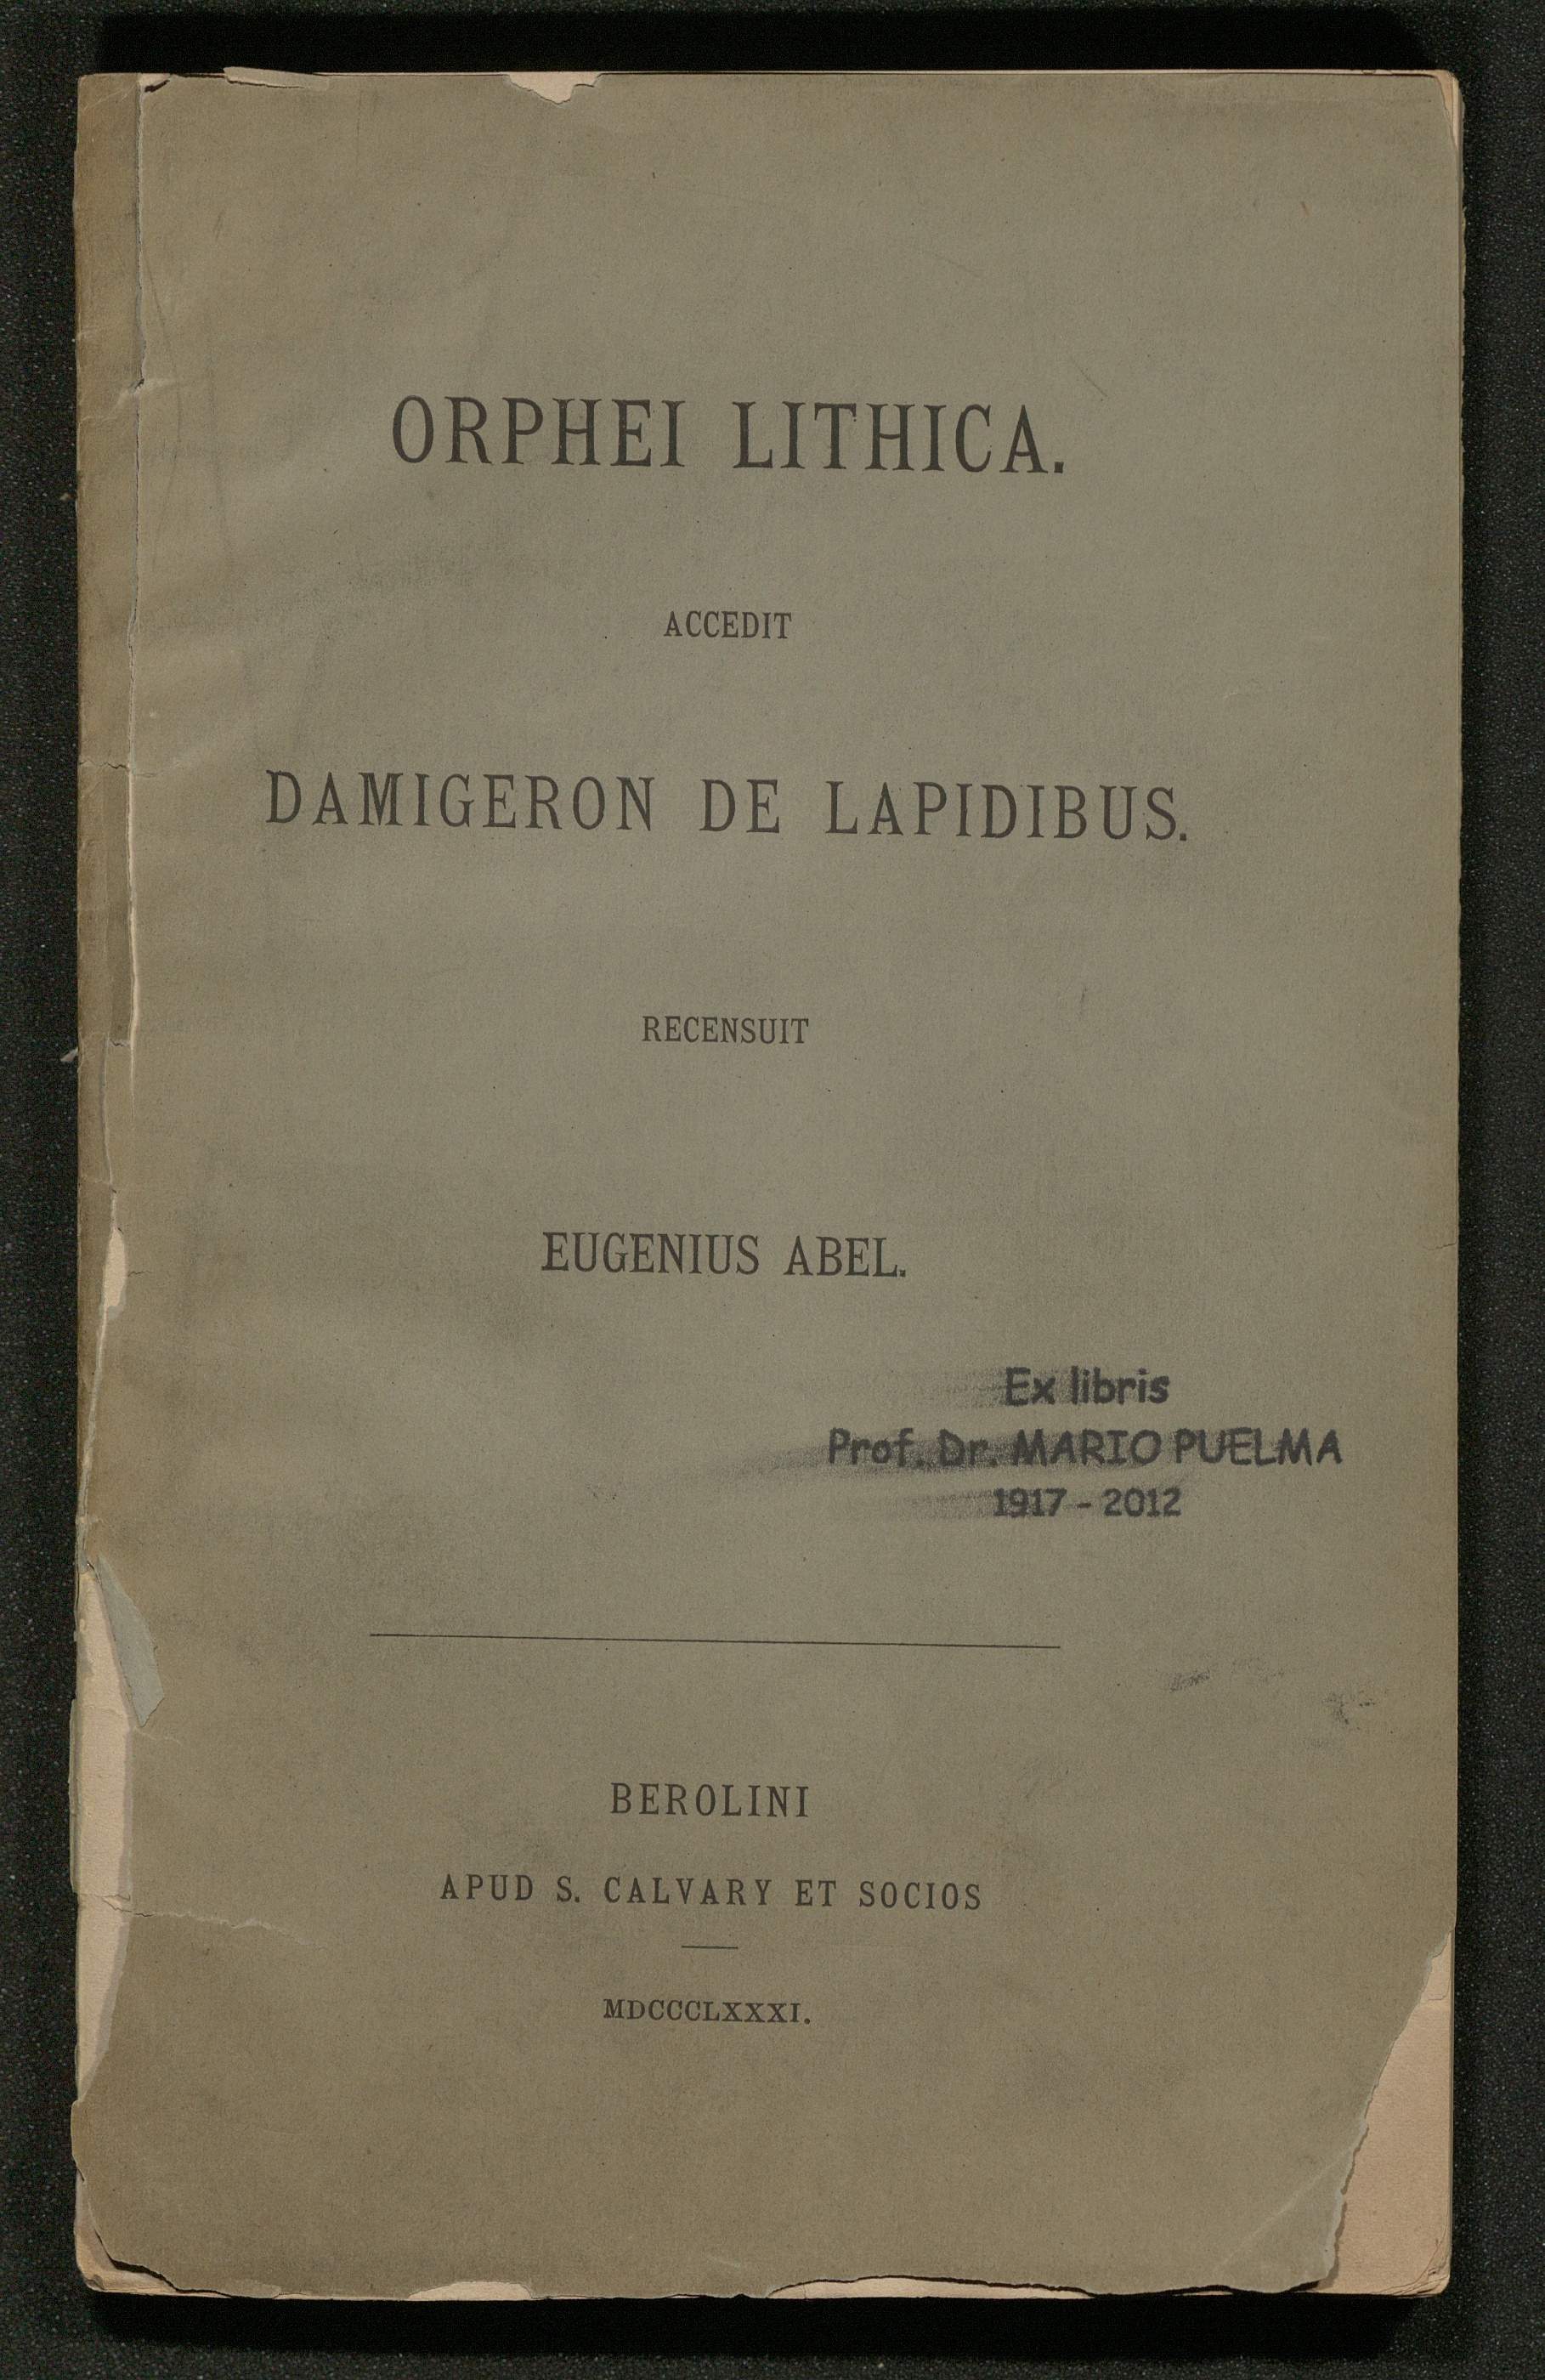 ORPHEI LITHICA.
ACCEDIT
DAMIGERON DE LAPIDIBUS.
RECENSUIT
EUGENIUS ABEL.
Ex libris
Prof. Dr. MARIO PUELMA
1917 - 2012
BEROLINI
APUD S. CALVARY ET SOCIOS
MDCCCLXXXI.